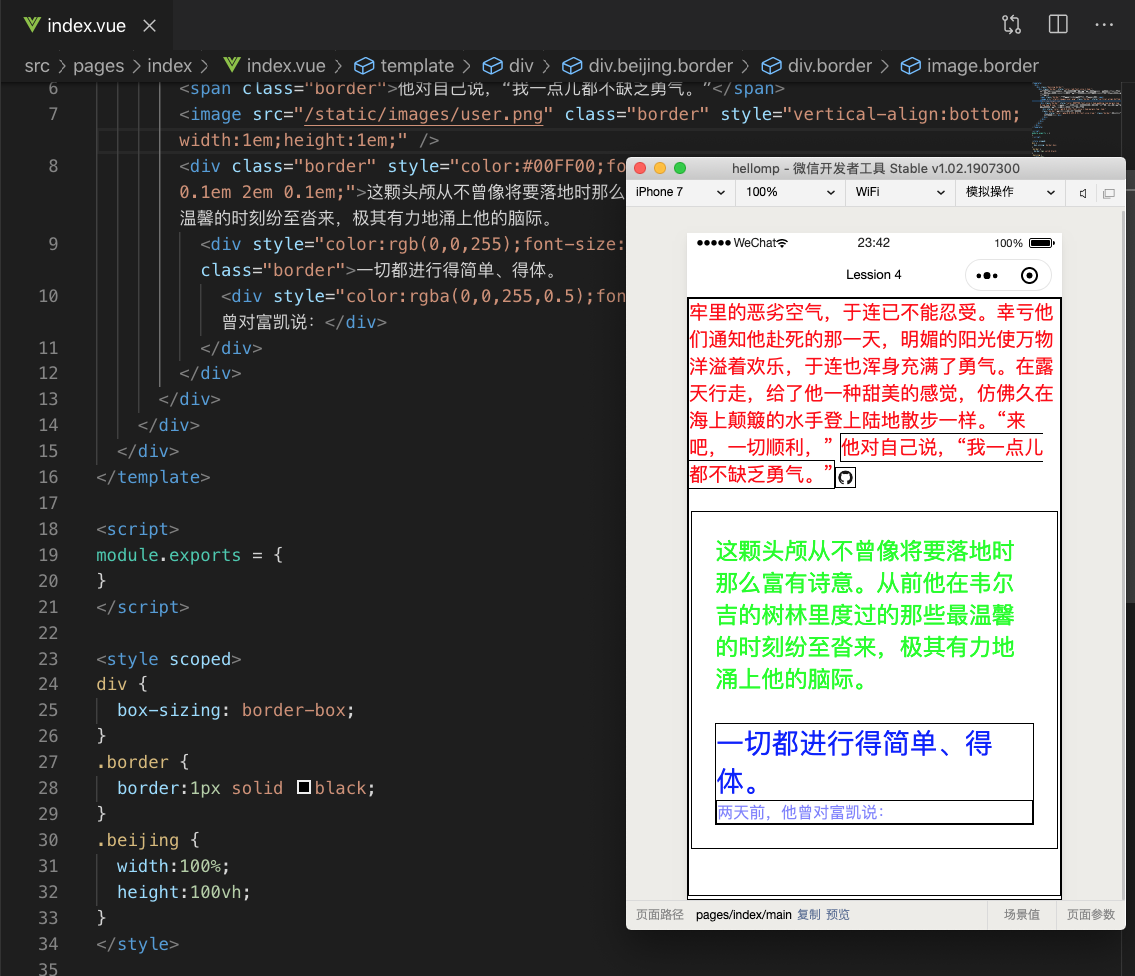 index.vue
src pages index index.vue template div div.beijing.border div.border image.border
6 <span class="border">他对自己说，“我一点儿都不缺乏勇气。”</span>
7 <image src="/static/images/user.png" class="border" style="vertical-align:bottom;
width:1em;height:1em;" />
8 <div class="border" style="color:#00FF00;fo
0.1em 2em 0.1em;">这颗头颅从不曾像将要落地时那么
温馨的时刻纷至沓来，极其有力地涌上他的脑际。
9 <div style="color:rgb(0,0,255);font-size:
class="border">一切都进行得简单、得体。
10 <div style="color:rgba(0,0,255,0.5);fon
曾对富凯说：</div>
11 </div>
12 </div>
13 </div>
14 </div>
15 </div>
16 </template>
17
18 <script>
19 module.exports = {
20 }
21 </script>
22
23 <style scoped>
24 div {
25 box-sizing: border-box;
26 }
27 .border {
28 border:1px solid black;
29 }
30 .beijing {
31 width:100%;
32 height:100vh;
33 }
34 </style>
35
hellomp - 微信开发者工具 Stable v1.02.1907300
iPhone 7 100% WiFi 模拟操作
WeChat 23:42 100%
Lession 4
牢里的恶劣空气，于连已不能忍受。幸亏他
们通知他赴死的那一天，明媚的阳光使万物
洋溢着欢乐，于连也浑身充满了勇气。在露
天行走，给了他一种甜美的感觉，仿佛久在
海上颠簸的水手登上陆地散步一样。“来
吧，一切顺利，” 他对自己说，“我一点儿
都不缺乏勇气。”
这颗头颅从不曾像将要落地时
那么富有诗意。从前他在韦尔
吉的树林里度过的那些最温馨
的时刻纷至沓来，极其有力地
涌上他的脑际。
一切都进行得简单、得
体。
两天前，他曾对富凯说：
页面路径 pages/index/main 复制 预览 场景值 页面参数